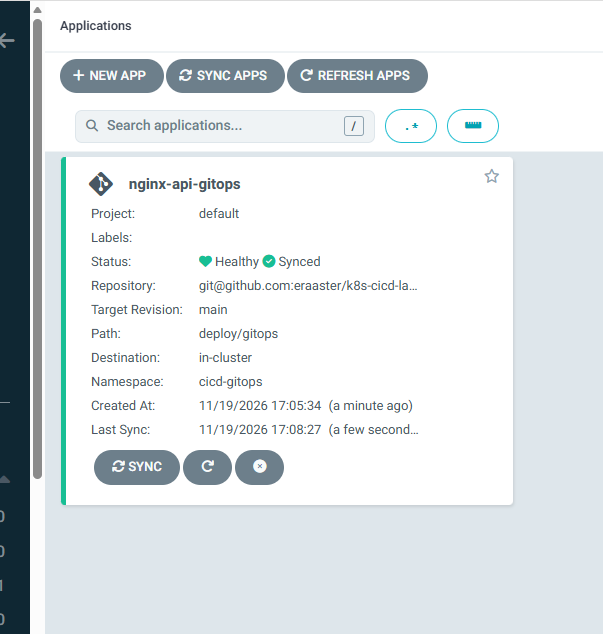 Applications
+ NEW APP SYNC APPS REFRESH APPS
Search applications... /
.*
nginx-api-gitops
Project: default
Labels:
Status: Healthy Synced
Repository: git@github.com:eraaster/k8s-cicd-la...
Target Revision: main
Path: deploy/gitops
Destination: in-cluster
Namespace: cicd-gitops
Created At: 11/19/2026 17:05:34 (a minute ago)
Last Sync: 11/19/2026 17:08:27 (a few second...
SYNC